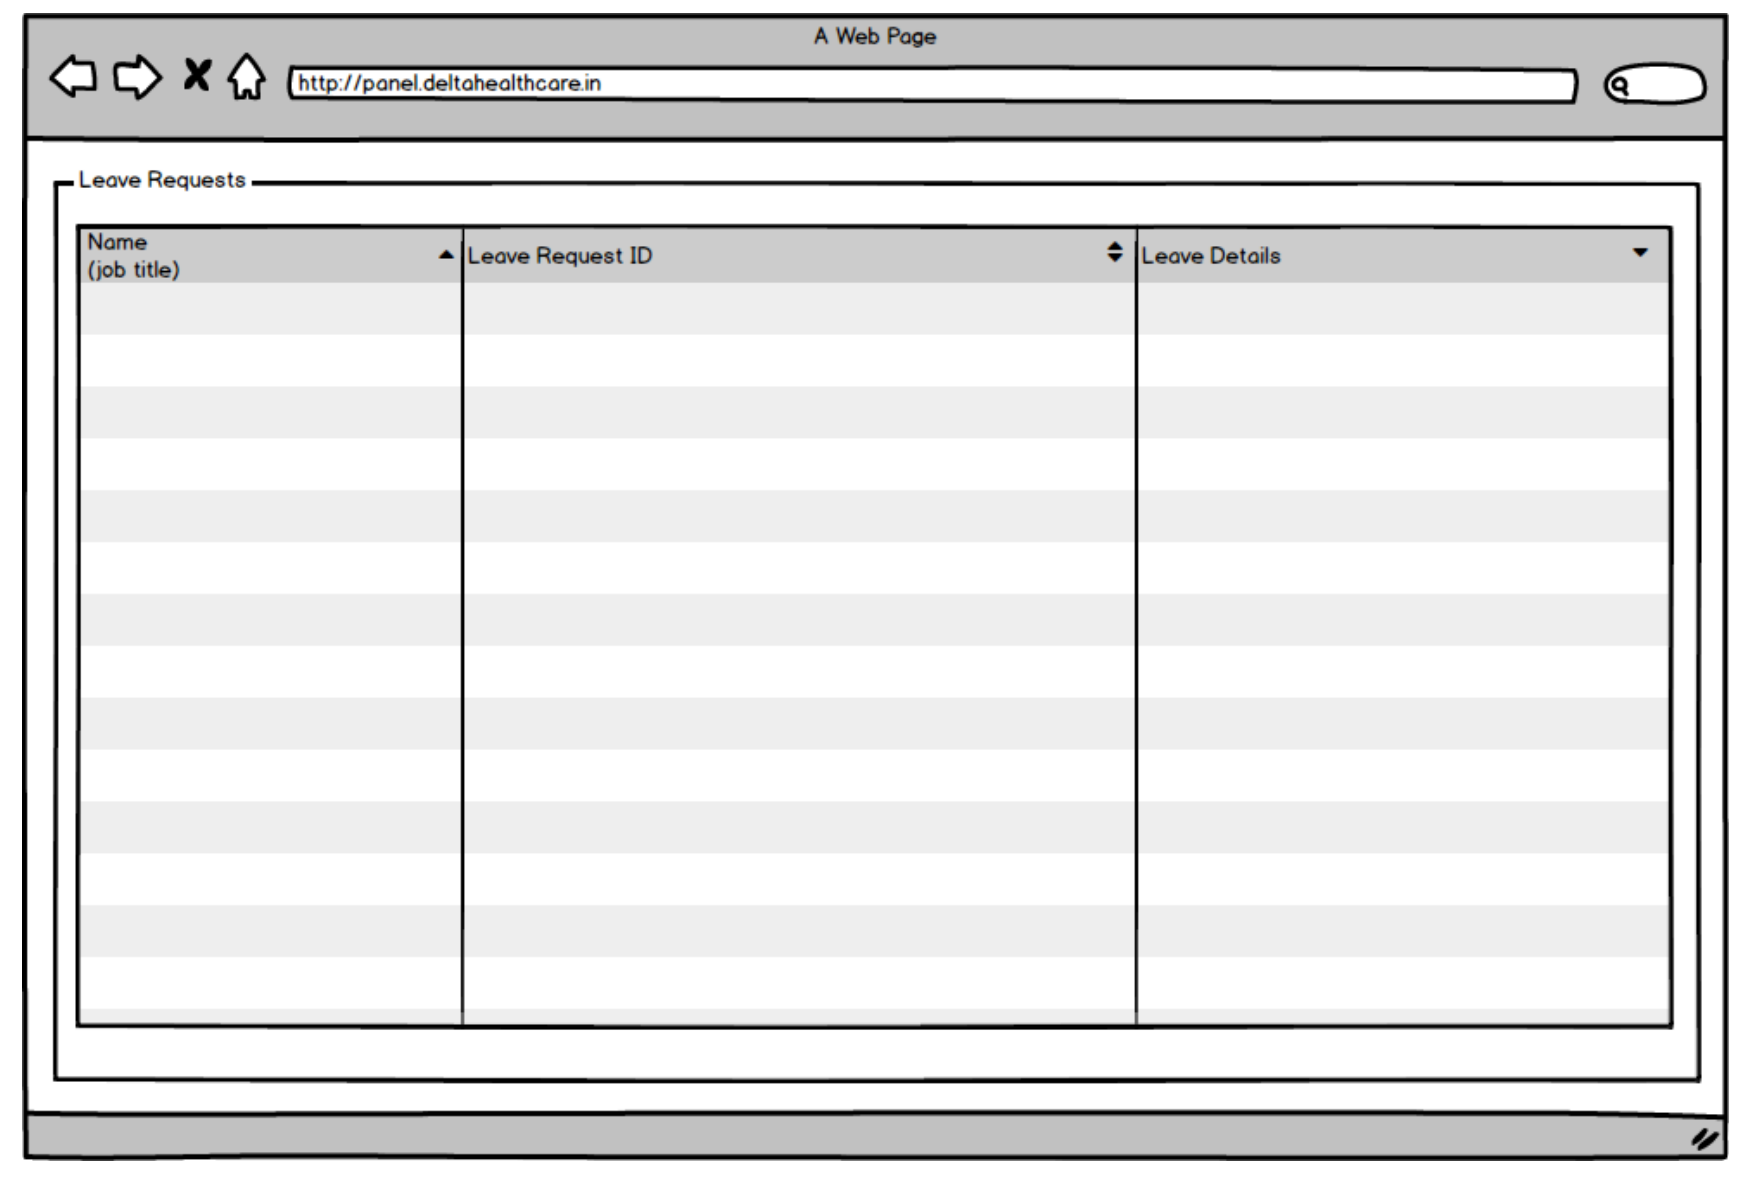 A Web Page
http://panel.deltahealthcare.in
Leave Requests
Name
(job title)
Leave Request ID
Leave Details